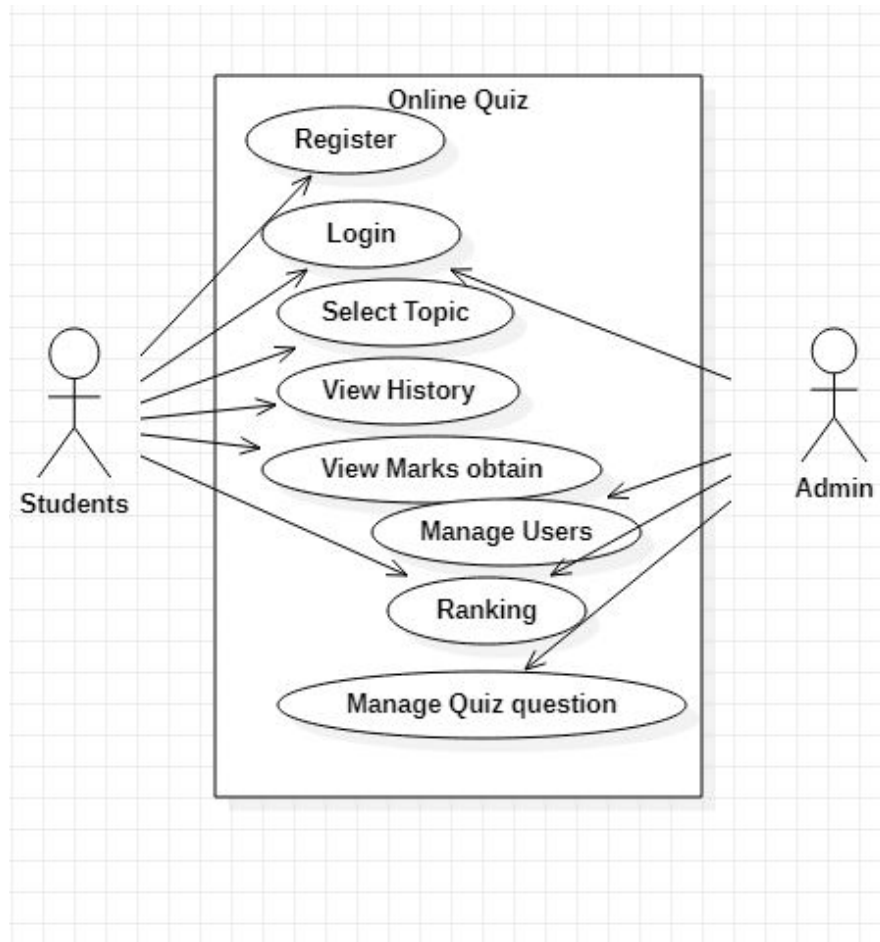 Online Quiz
Register
Login
Select Topic
View History
View Marks obtain
Students
Admin
Manage Users
Ranking
Manage Quiz question